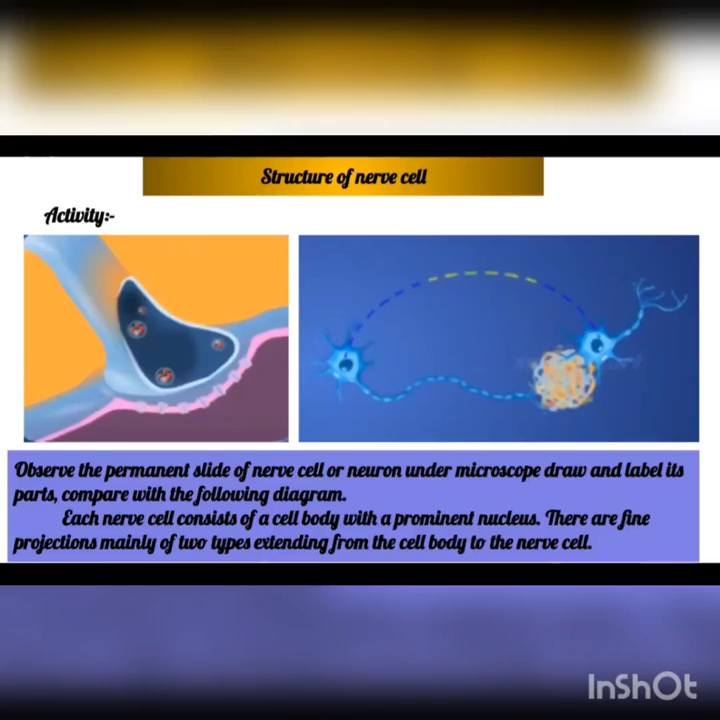 Structure of nerve cell
Activity:-
Observe the permanent slide of nerve cell or neuron under microscope draw and label its
parts, compare with the following diagram.
Each nerve cell consists of a cell body with a prominent nucleus. There are fine
projections mainly of two types extending from the cell body to the nerve cell.
InShOt